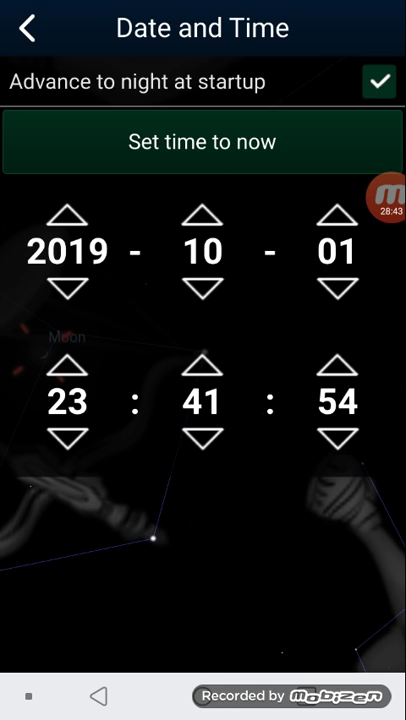 Date and Time
Advance to night at startup
Set time to now
28:43
2019 - 10 - 01
Moon
23 : 41 : 54
Recorded by Mobizen